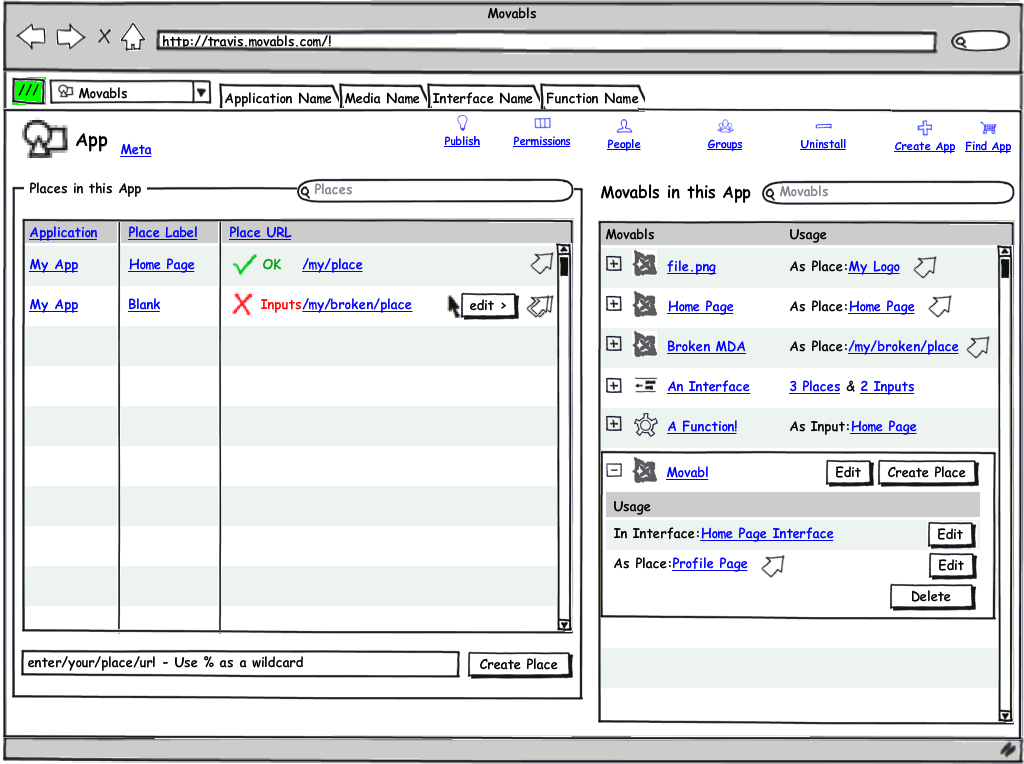 Movabls
http://travis.movabls.com/!
///
Movabls
Application Name
Media Name
Interface Name
Function Name
App
Meta
Publish
Permissions
People
Groups
Uninstall
Create App
Find App
Places in this App
Places
Application
Place Label
Place URL
My App
Home Page
OK
/my/place
My App
Blank
Inputs
/my/broken/place
edit >
enter/your/place/url - Use % as a wildcard
Create Place
Movabls in this App
Movabls
Movabls
Usage
file.png
As Place:My Logo
Home Page
As Place:Home Page
Broken MDA
As Place:/my/broken/place
An Interface
3 Places & 2 Inputs
A Function!
As Input:Home Page
Movabl
Edit
Create Place
Usage
In Interface:Home Page Interface
Edit
As Place:Profile Page
Edit
Delete